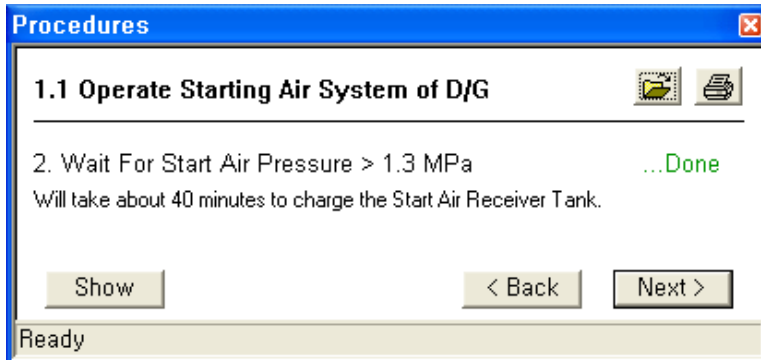 Procedures
1.1 Operate Starting Air System of D/G
2. Wait For Start Air Pressure > 1.3 MPa ...Done
Will take about 40 minutes to charge the Start Air Receiver Tank.
Show < Back Next >
Ready